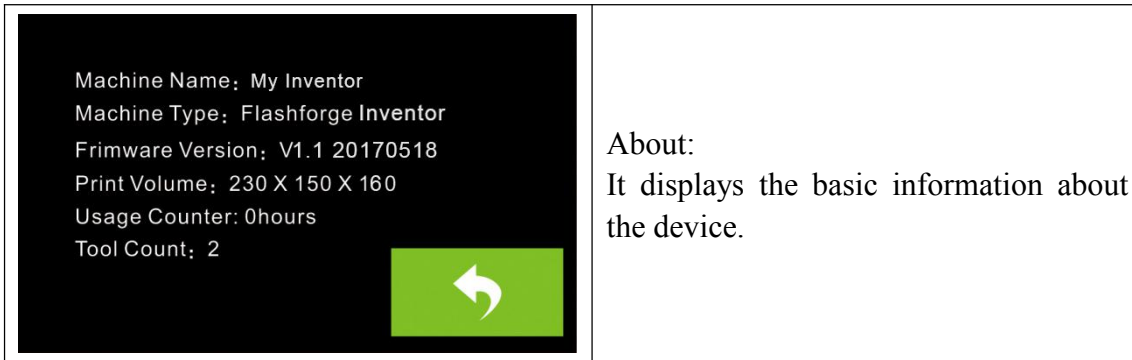 Machine Name：My Inventor
Machine Type：Flashforge Inventor
Frimware Version：V1.1 20170518
Print Volume：230 X 150 X 160
Usage Counter: 0hours
Tool Count：2
About:
It displays the basic information about
the device.